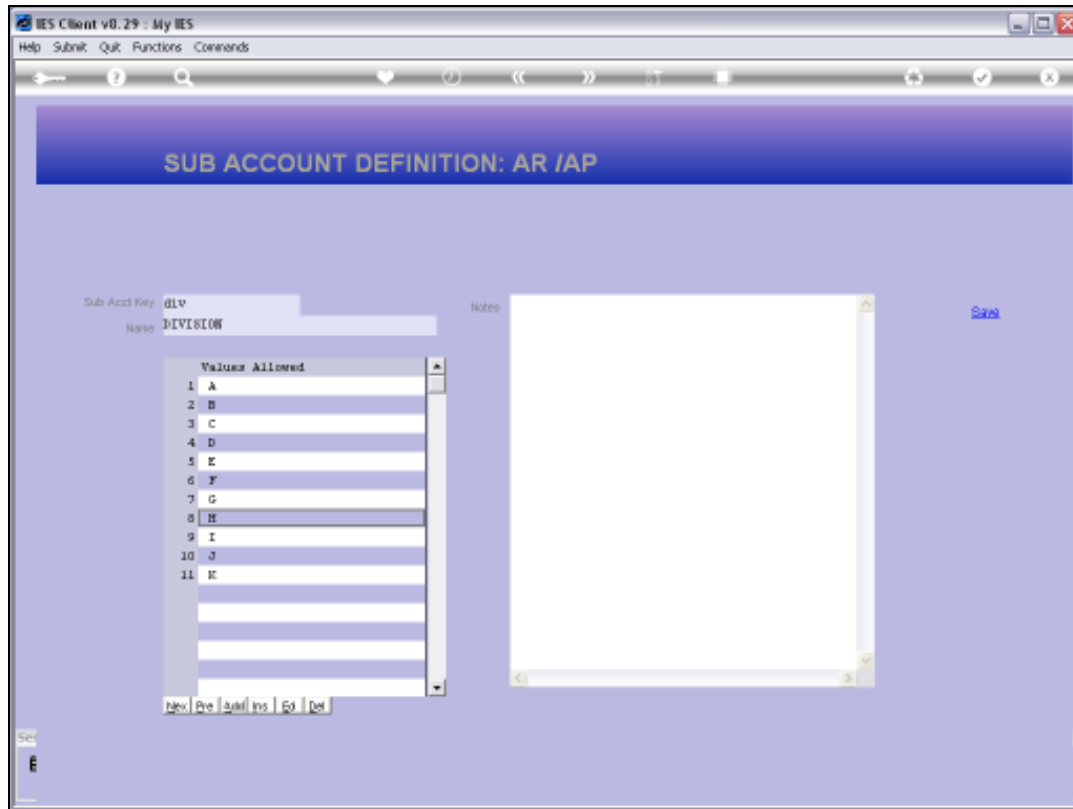 IES Client v8.29 : My IES
Help Submit Quit Functions Commands
SUB ACCOUNT DEFINITION: AR /AP
Sub Acct Key div
Name DIVISION
Notes
Save
Values Allowed
1 A
2 B
3 C
4 D
5 E
6 F
7 G
8 H
9 I
10 J
11 K
Nex Pre Add Ins Ed Del